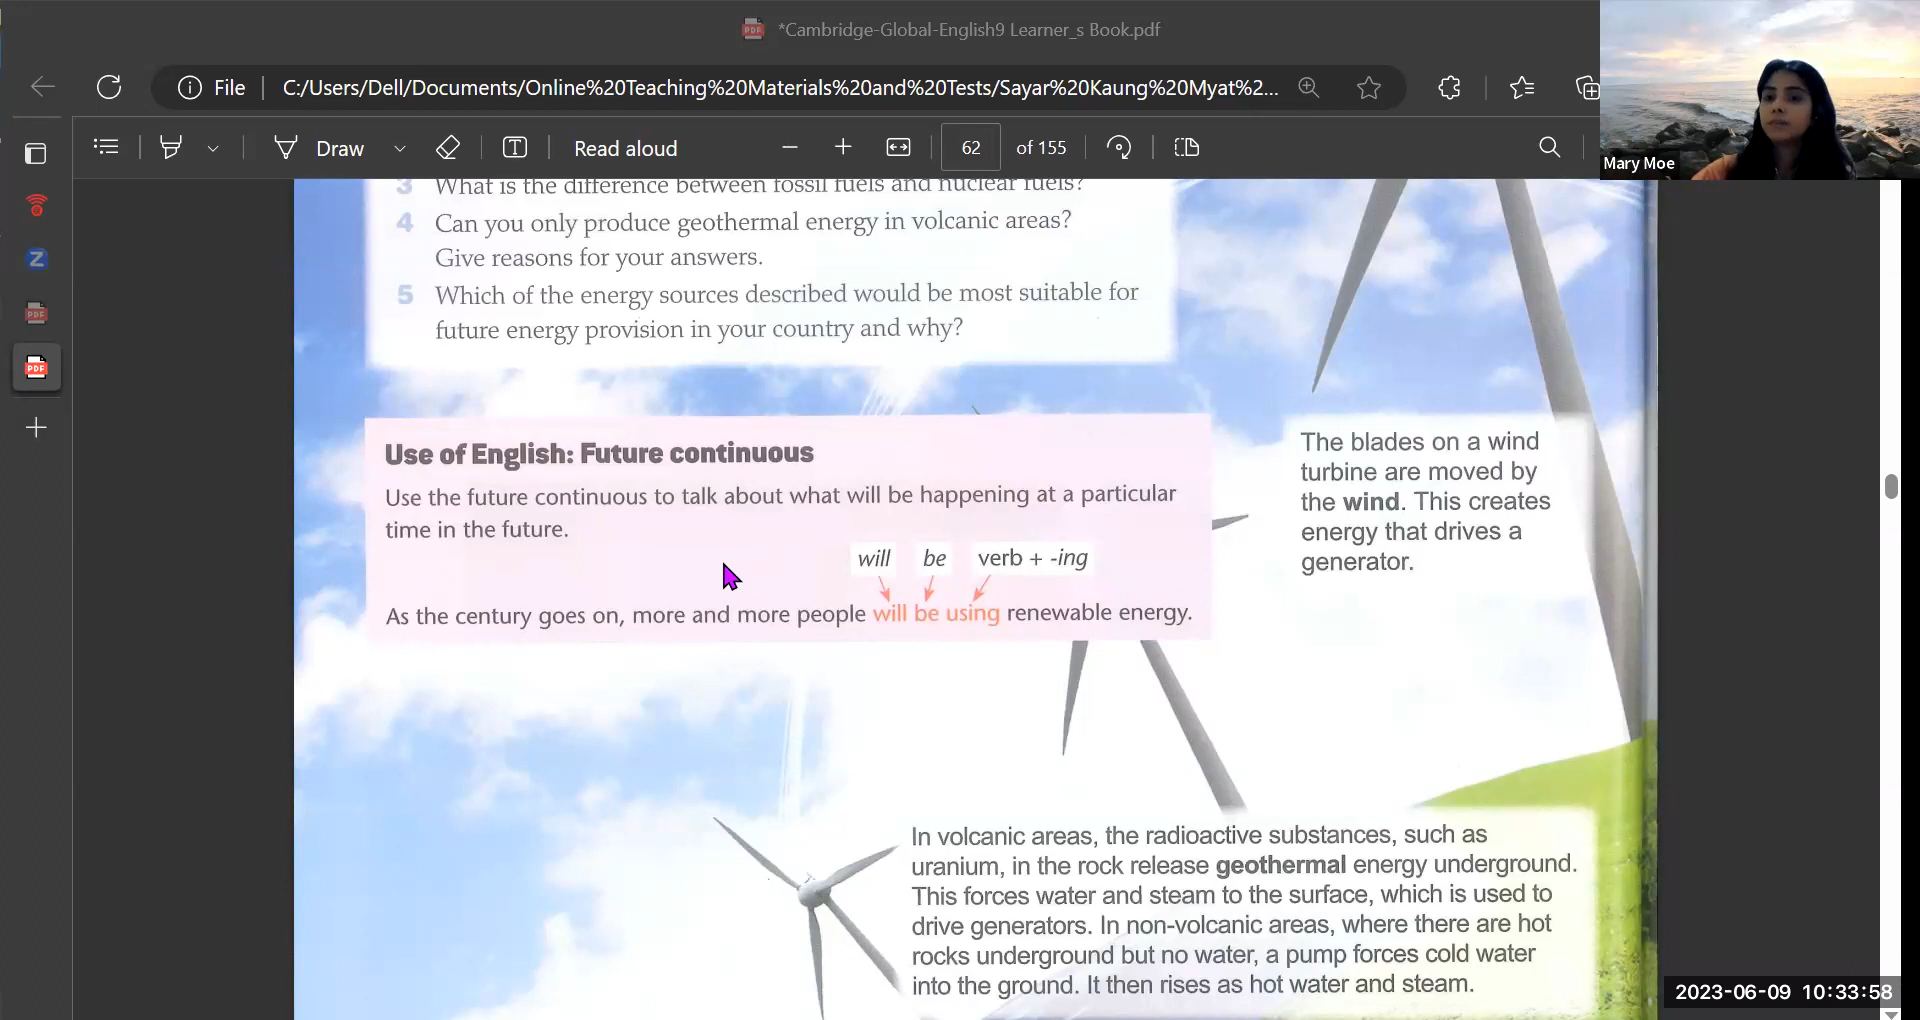 *Cambridge-Global-English9 Learner_s Book.pdf
File
C:/Users/Dell/Documents/Online%20Teaching%20Materials%20and%20Tests/Sayar%20Kaung%20Myat%2...
Draw
Read aloud
62
of 155
Mary Moe
Z
PDF
PDF
3 What is the difference between fossil fuels and nuclear fuels?
4 Can you only produce geothermal energy in volcanic areas?
Give reasons for your answers.
5 Which of the energy sources described would be most suitable for
future energy provision in your country and why?
Use of English: Future continuous
Use the future continuous to talk about what will be happening at a particular
time in the future.
will be verb + -ing
As the century goes on, more and more people will be using renewable energy.
The blades on a wind
turbine are moved by
the wind. This creates
energy that drives a
generator.
In volcanic areas, the radioactive substances, such as
uranium, in the rock release geothermal energy underground.
This forces water and steam to the surface, which is used to
drive generators. In non-volcanic areas, where there are hot
rocks underground but no water, a pump forces cold water
into the ground. It then rises as hot water and steam.
2023-06-09 10:33:58